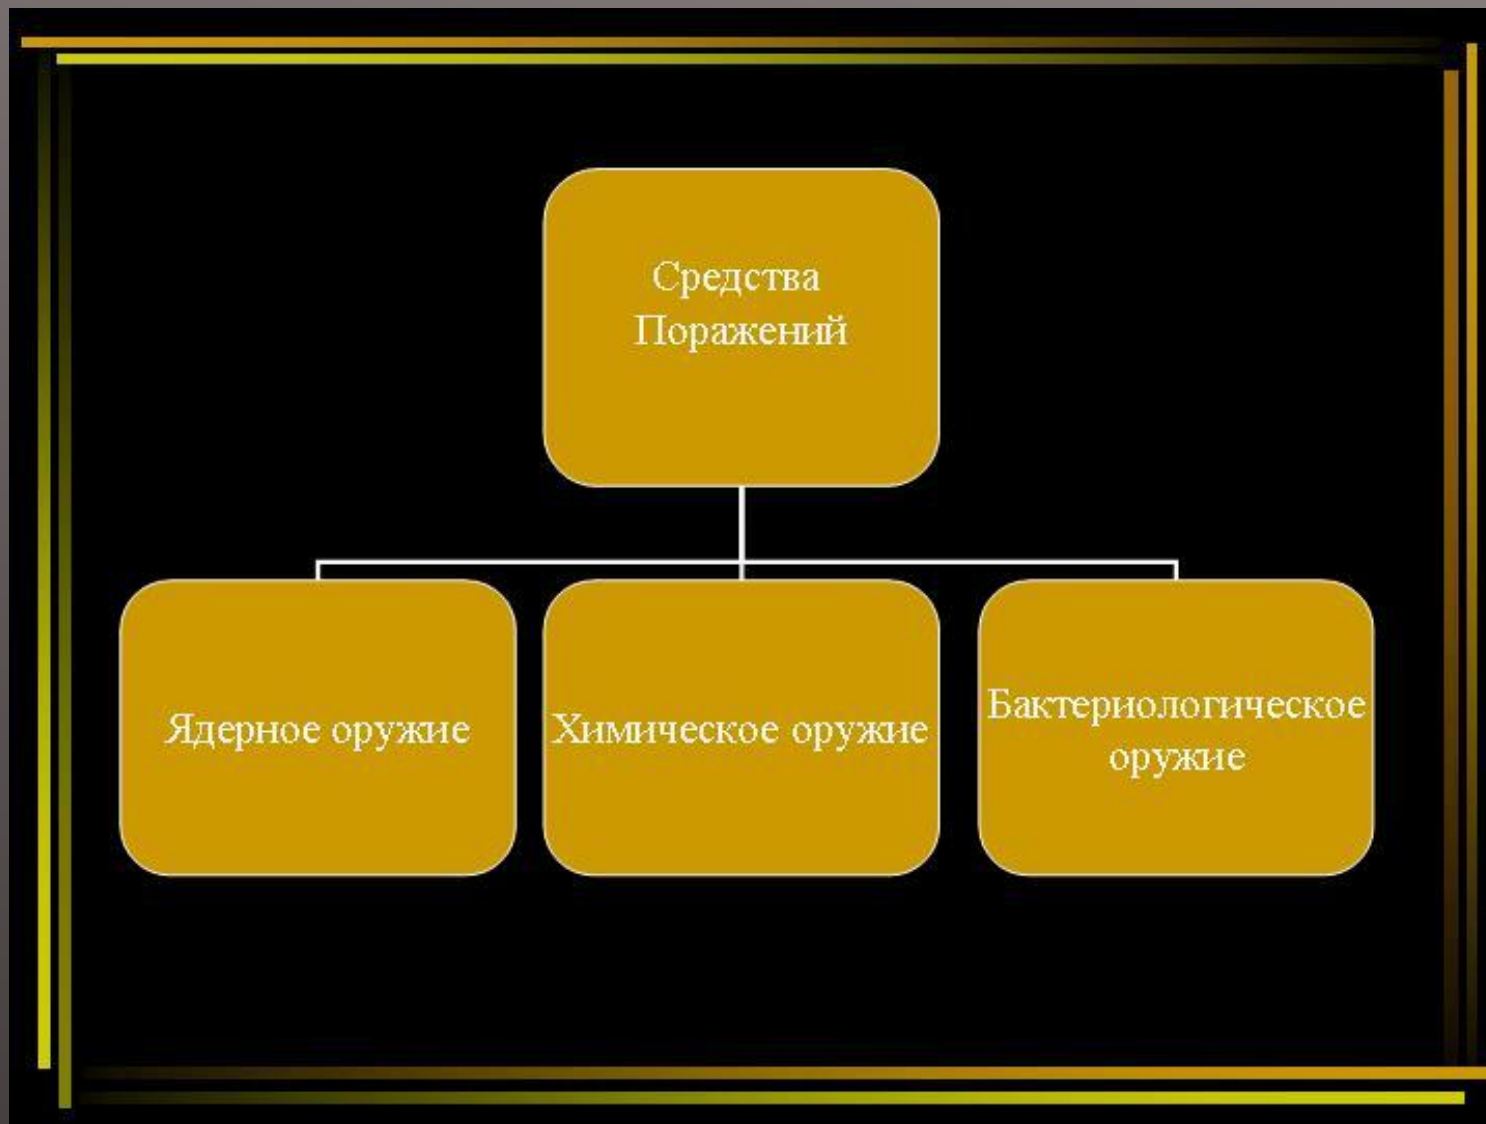 Средства
Поражений
Ядерное оружие
Химическое оружие
Бактериологическое
оружие